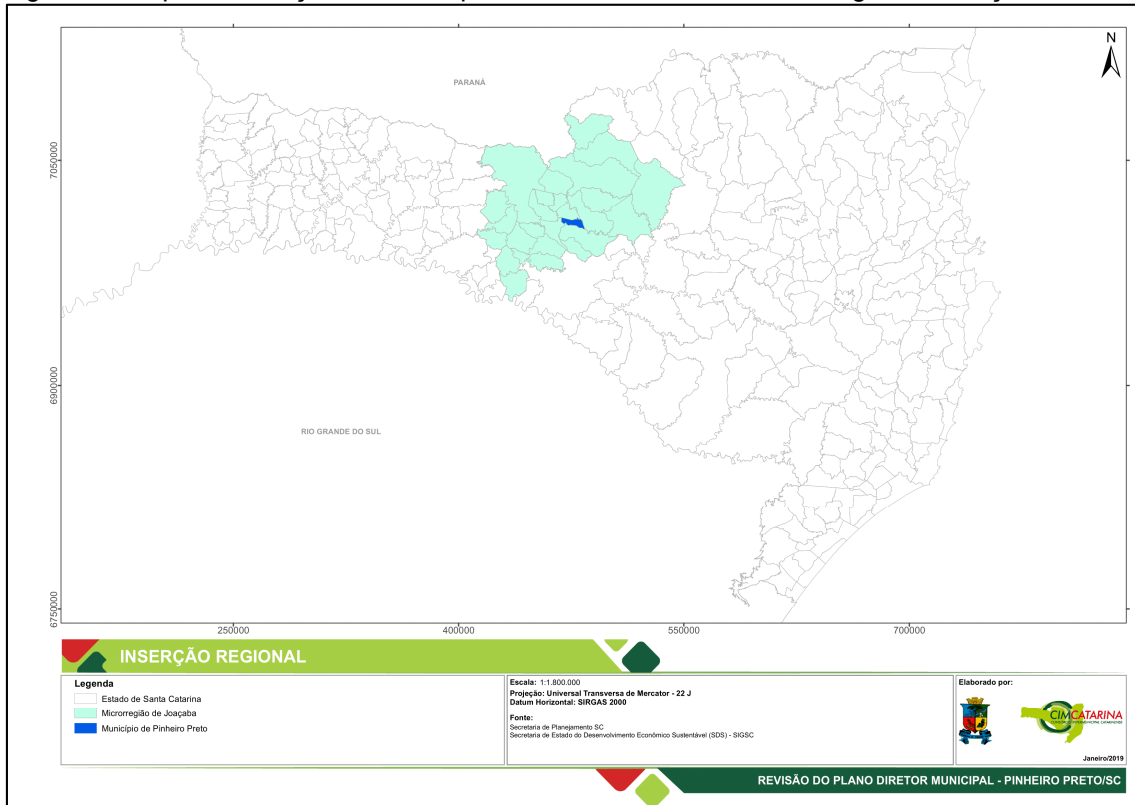 N
PARANÁ
7050000
6900000
RIO GRANDE DO SUL
6750000
250000
400000
550000
700000
INSERÇÃO REGIONAL
Legenda
Estado de Santa Catarina
Microrregião de Joaçaba
Município de Pinheiro Preto
Escala: 1:1.800.000
Projeção: Universal Transversa de Mercator - 22 J
Datum Horizontal: SIRGAS 2000
Fonte:
Secretaria de Planejamento SC
Secretaria de Estado do Desenvolvimento Econômico Sustentável (SDS) - SIGSC
Elaborado por:
CIMCATARINA
Janeiro/2019
REVISÃO DO PLANO DIRETOR MUNICIPAL - PINHEIRO PRETO/SC